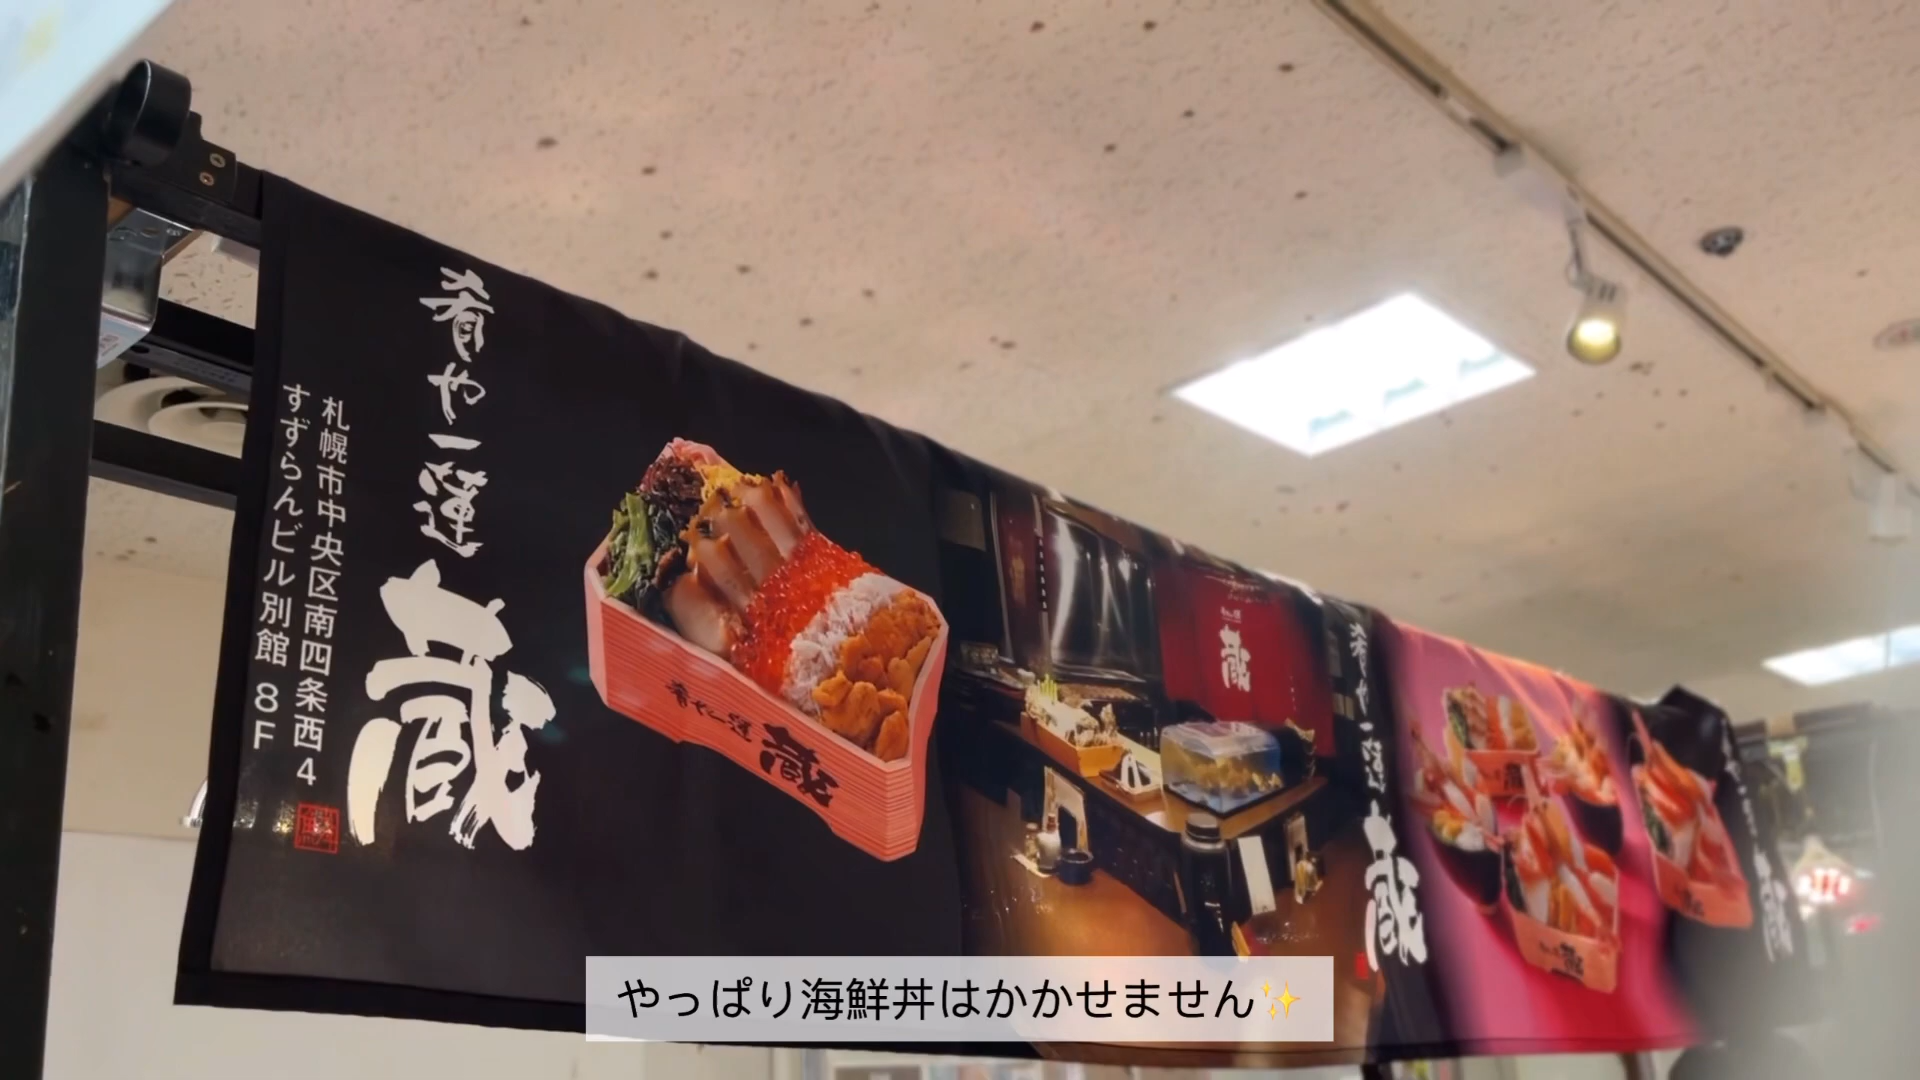 肴や一蓮
蔵
札幌市中央区南四条西4
すずらんビル別館 8F
肴や一蓮 蔵
蔵
肴や一蓮
蔵
やっぱり海鮮丼はかかせません✨